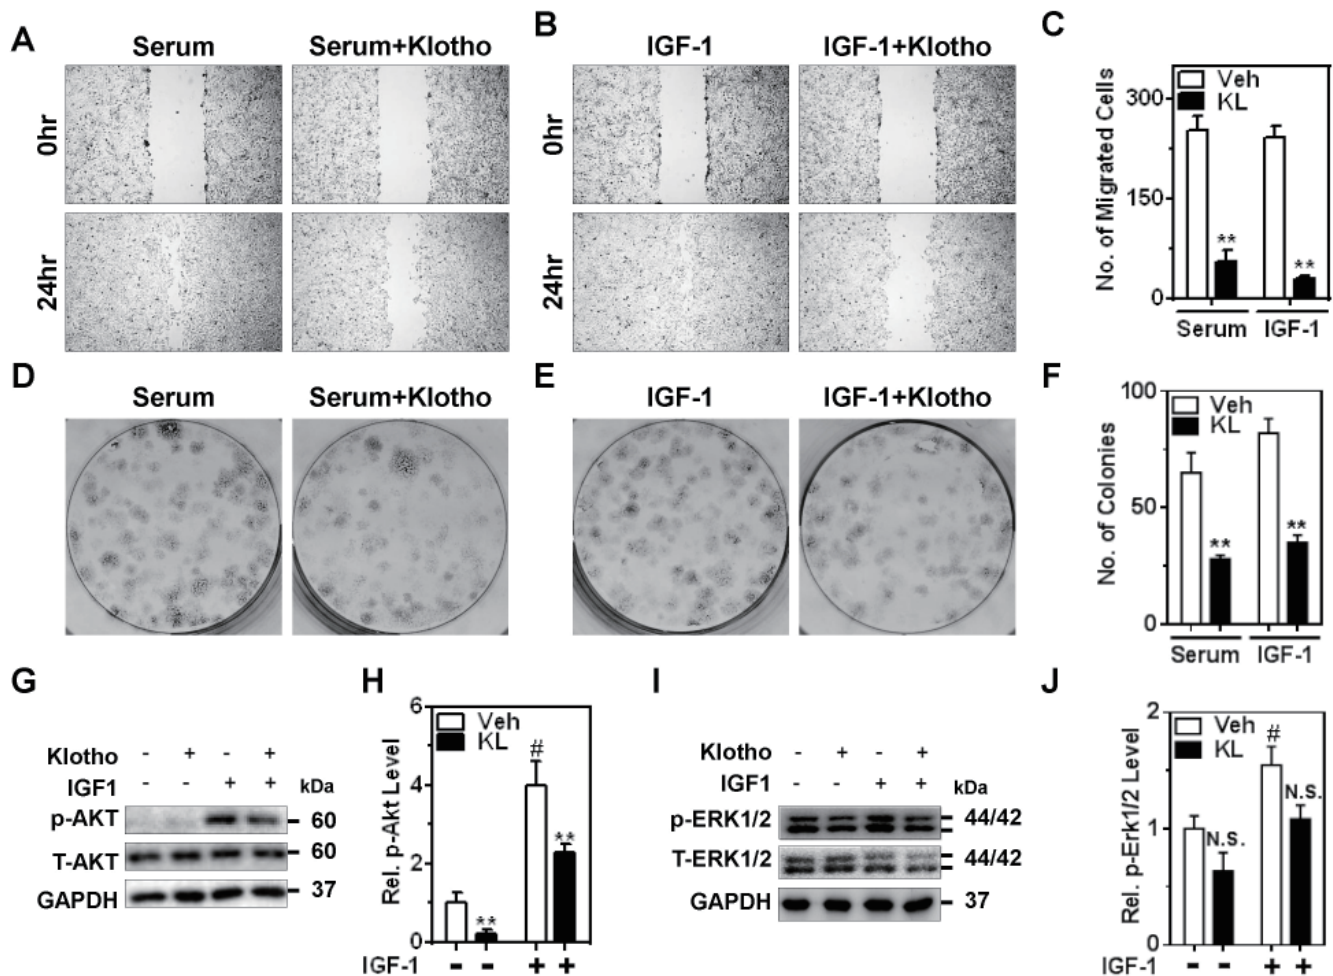 A
Serum
Serum+Klotho
0hr
24hr
B
IGF-1
IGF-1+Klotho
0hr
24hr
C
No. of Migrated Cells
Veh
KL
300
150
0
**
**
Serum
IGF-1
D
Serum
Serum+Klotho
E
IGF-1
IGF-1+Klotho
F
No. of Colonies
100
50
0
Veh
KL
**
**
Serum
IGF-1
G
Klotho - + - +
IGF1 - - + + kDa
p-AKT 60
T-AKT 60
GAPDH 37
H
Rel. p-Akt Level
6
4
2
0
Veh
KL
#
**
**
IGF-1 - - + +
I
Klotho - + - +
IGF1 - - + + kDa
p-ERK1/2 44/42
T-ERK1/2 44/42
GAPDH 37
J
Rel. p-Erk1/2 Level
2
1
0
Veh
KL
#
N.S.
N.S.
IGF-1 - - + +